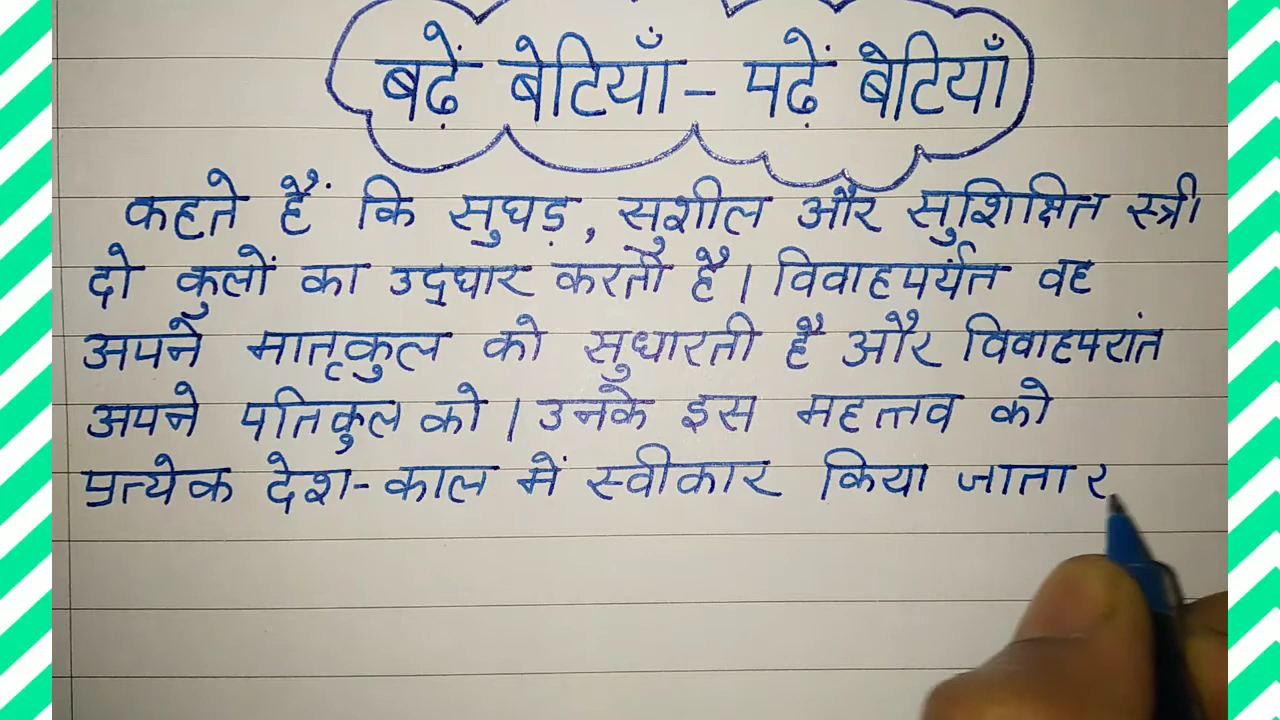 बढ़ें बेटियाँ - पढ़ें बेटियाँ
कहते हैं कि सुघड़, सुशील और सुशिक्षित स्त्री
दो कुलों का उद्घार करती है। विवाहपर्यंत वह
अपने मातृकुल को सुधारती है और विवाहपरांत
अपने पतिकुल को। उनके इस महत्तव को
प्रत्येक देश-काल में स्वीकार किया जाता र